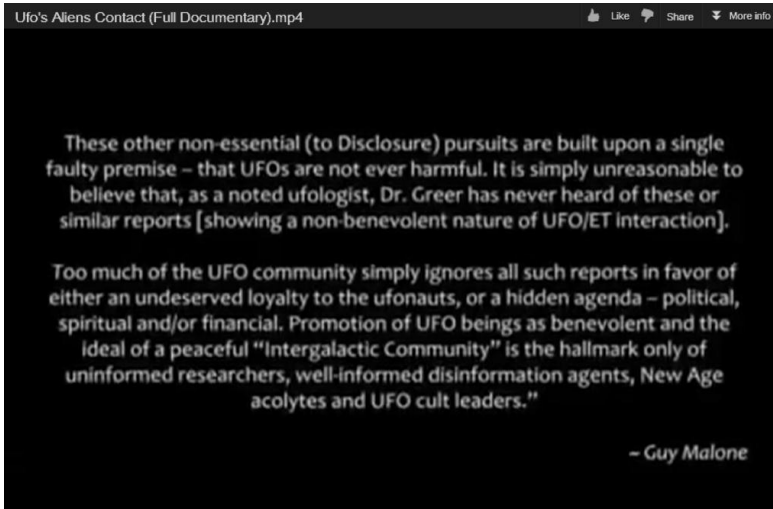 Ufo's Aliens Contact (Full Documentary).mp4
Like
Share
More info
These other non-essential (to Disclosure) pursuits are built upon a single
faulty premise – that UFOs are not ever harmful. It is simply unreasonable to
believe that, as a noted ufologist, Dr. Greer has never heard of these or
similar reports [showing a non-benevolent nature of UFO/ET interaction].
Too much of the UFO community simply ignores all such reports in favor of
either an undeserved loyalty to the ufonauts, or a hidden agenda – political,
spiritual and/or financial. Promotion of UFO beings as benevolent and the
ideal of a peaceful “Intergalactic Community” is the hallmark only of
uninformed researchers, well-informed disinformation agents, New Age
acolytes and UFO cult leaders.”
~ Guy Malone